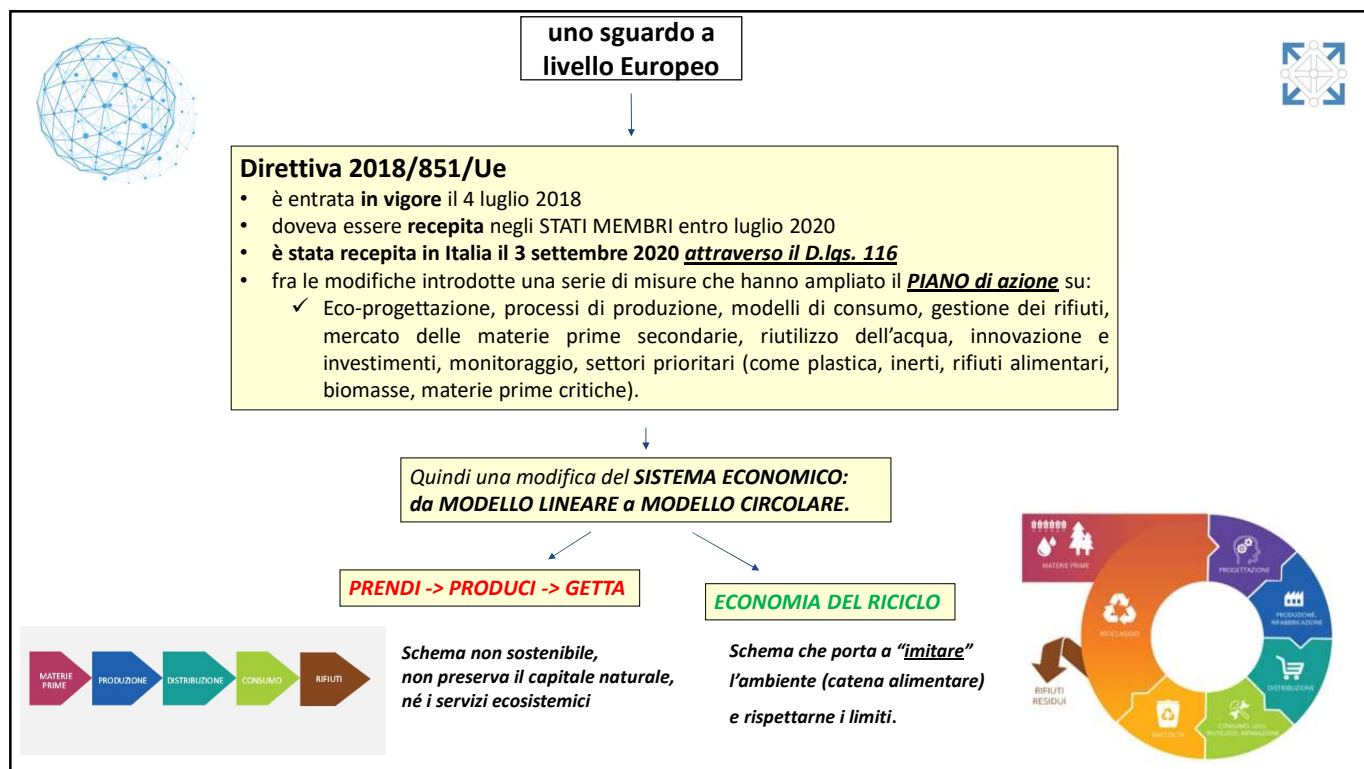 uno sguardo a
livello Europeo
Direttiva 2018/851/Ue
• è entrata in vigore il 4 luglio 2018
• doveva essere recepita negli STATI MEMBRI entro luglio 2020
• è stata recepita in Italia il 3 settembre 2020 attraverso il D.lgs. 116
• fra le modifiche introdotte una serie di misure che hanno ampliato il PIANO di azione su:
✓ Eco-progettazione, processi di produzione, modelli di consumo, gestione dei rifiuti,
mercato delle materie prime secondarie, riutilizzo dell’acqua, innovazione e
investimenti, monitoraggio, settori prioritari (come plastica, inerti, rifiuti alimentari,
biomasse, materie prime critiche).
Quindi una modifica del SISTEMA ECONOMICO:
da MODELLO LINEARE a MODELLO CIRCOLARE.
PRENDI -> PRODUCI -> GETTA
ECONOMIA DEL RICICLO
MATERIE
PRIME
PRODUZIONE
DISTRIBUZIONE
CONSUMO
RIFIUTI
Schema non sostenibile,
non preserva il capitale naturale,
né i servizi ecosistemici
Schema che porta a “imitare”
l’ambiente (catena alimentare)
e rispettarne i limiti.
MATERIE PRIME
PROGETTAZIONE
PRODUZIONE,
RIFABBRICAZIONE
DISTRIBUZIONE
CONSUMO, USO,
RIUTILIZZO, RIPARAZIONE
RACCOLTA
RICICLAGGIO
RIFIUTI
RESIDUI